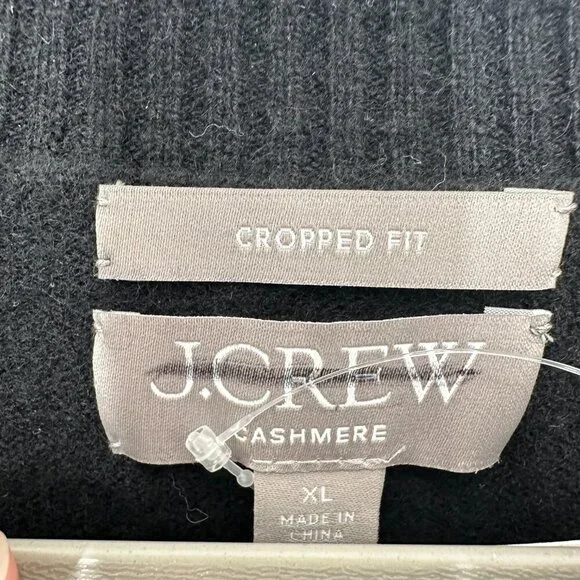 CROPPED FIT
J.CREW
CASHMERE
XL
MADE IN
CHINA